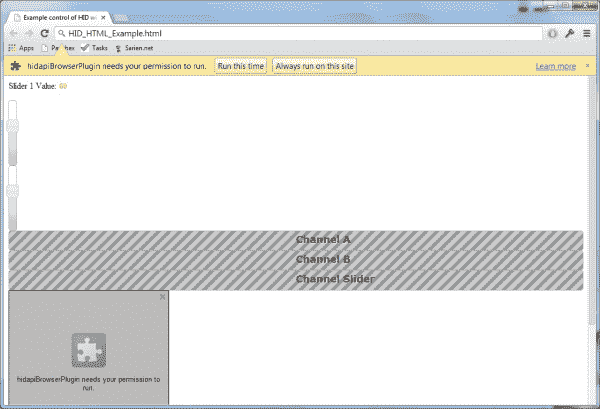 Example control of HID w
HID_HTML_Example.html
Apps
Tasks
Sarien.net
hidapiBrowserPlugin needs your permission to run.
Run this time
Always run on this site
Learn more
Slider 1 Value: 60
Channel A
Channel B
Channel Slider
hidapiBrowserPlugin needs your permission to
run.